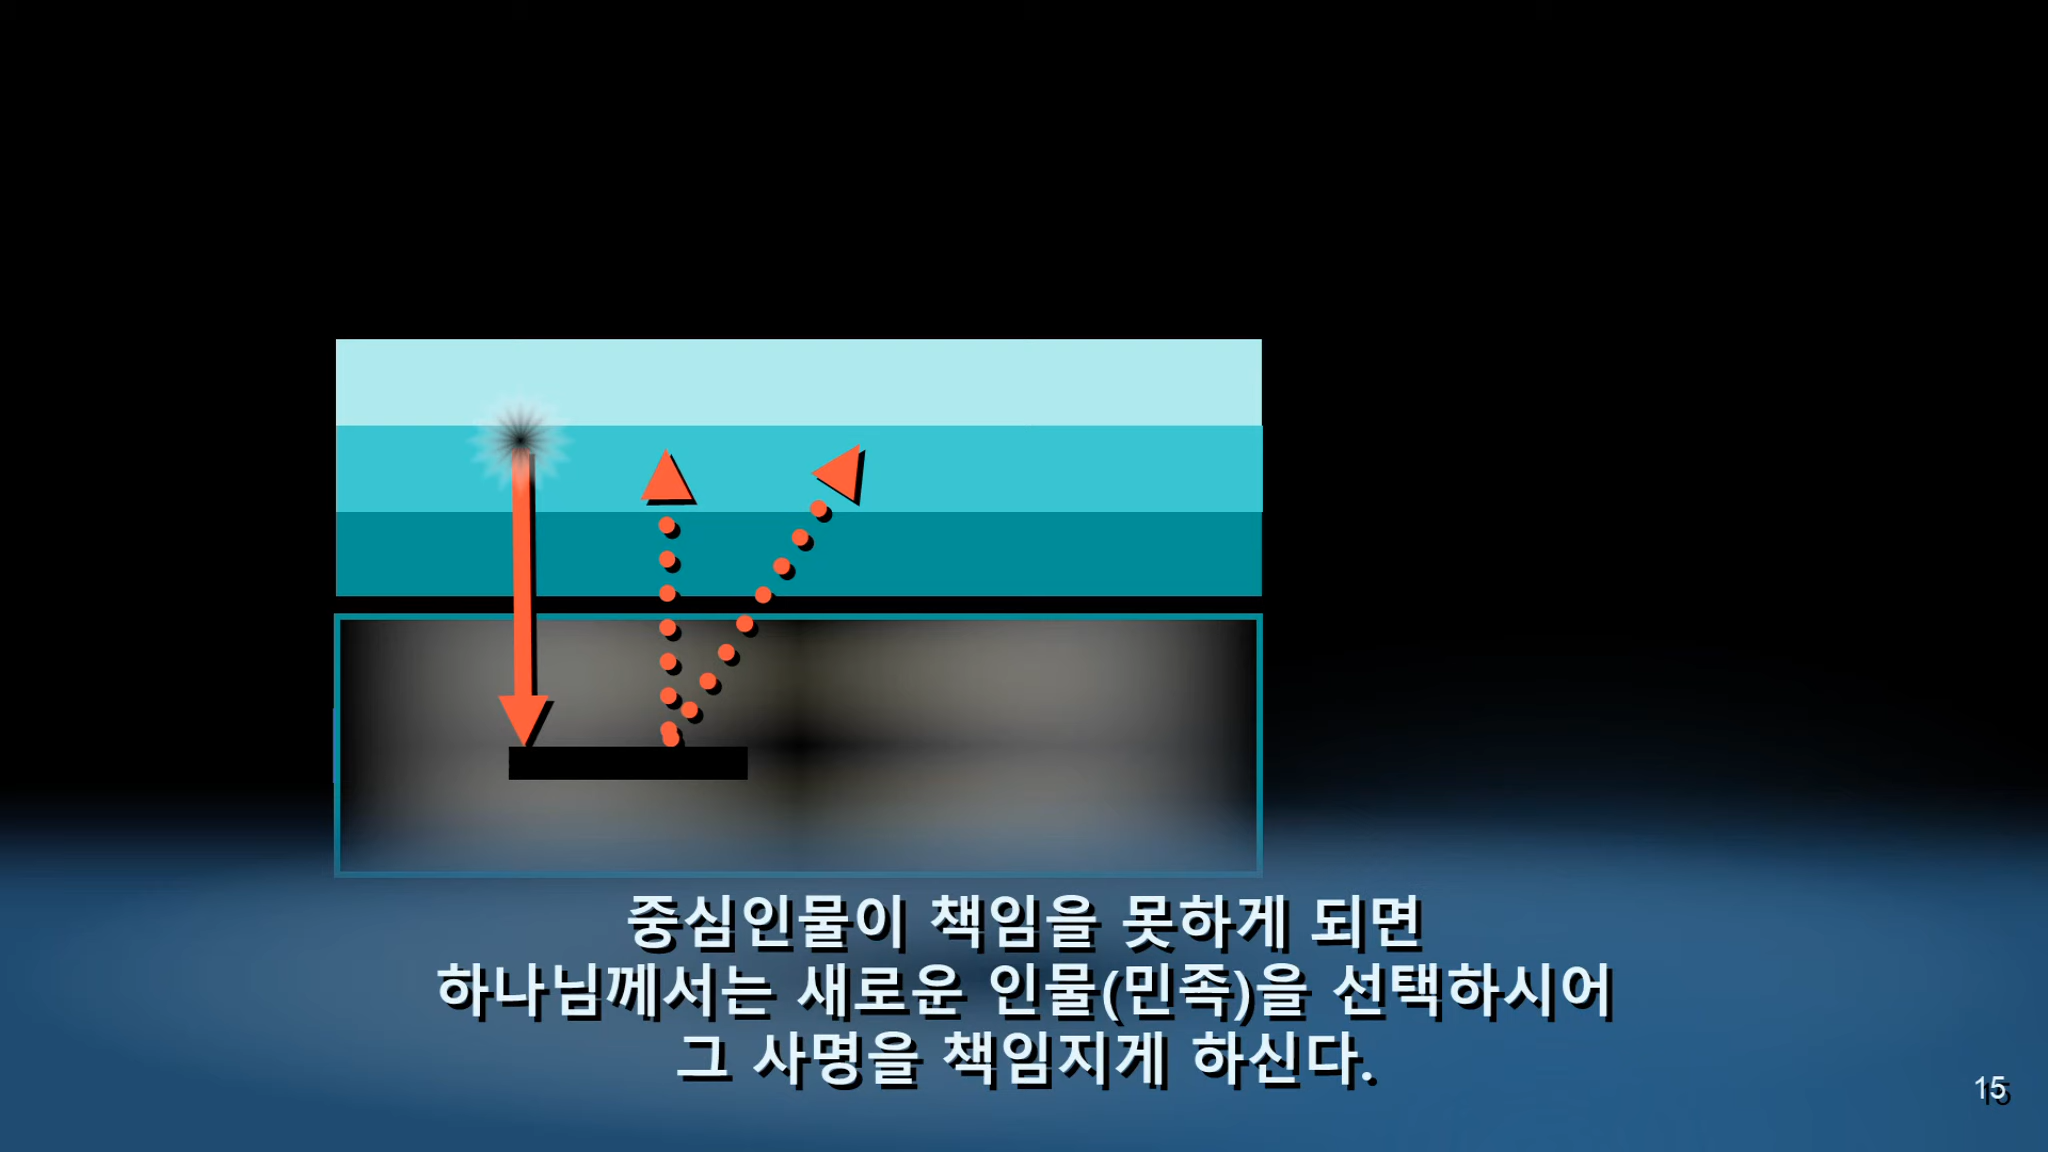 중심인물이 책임을 못하게 되면
하나님께서는 새로운 인물(민족)을 선택하시어
그 사명을 책임지게 하신다.
15